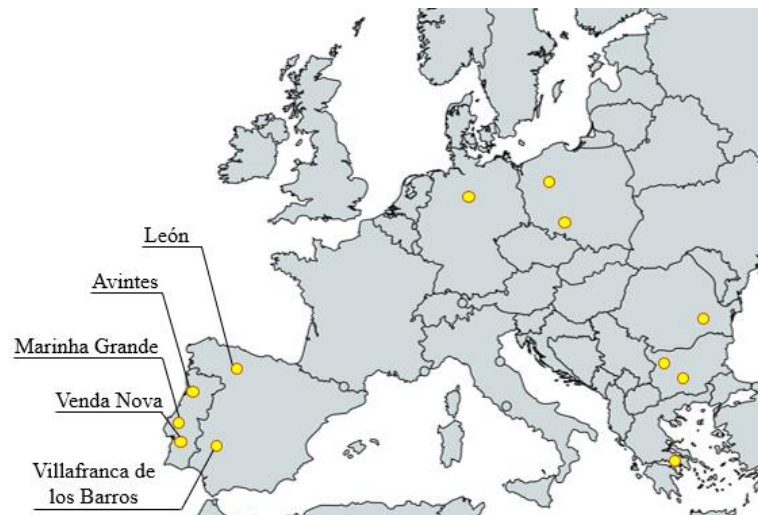 León
Avintes
Marinha Grande
Venda Nova
Villafranca de
los Barros